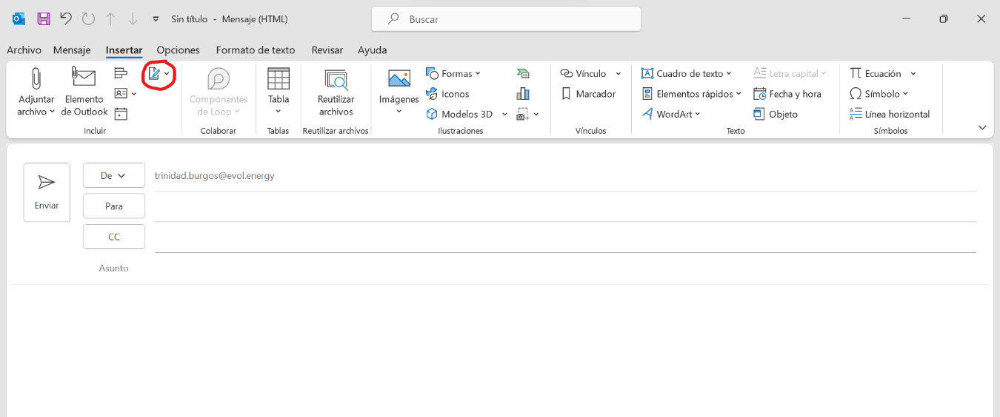 Sin título - Mensaje (HTML)
Buscar
Archivo Mensaje Insertar Opciones Formato de texto Revisar Ayuda
Adjuntar archivo
Elemento de Outlook
Incluir
Componentes de Loop
Colaborar
Tabla
Tablas
Reutilizar archivos
Reutilizar archivos
Imágenes
Formas
Iconos
Modelos 3D
Ilustraciones
Vínculo
Marcador
Vínculos
Cuadro de texto
Elementos rápidos
WordArt
Letra capital
Fecha y hora
Objeto
Texto
Ecuación
Símbolo
Línea horizontal
Símbolos
Enviar
De
trinidad.burgos@evol.energy
Para
CC
Asunto